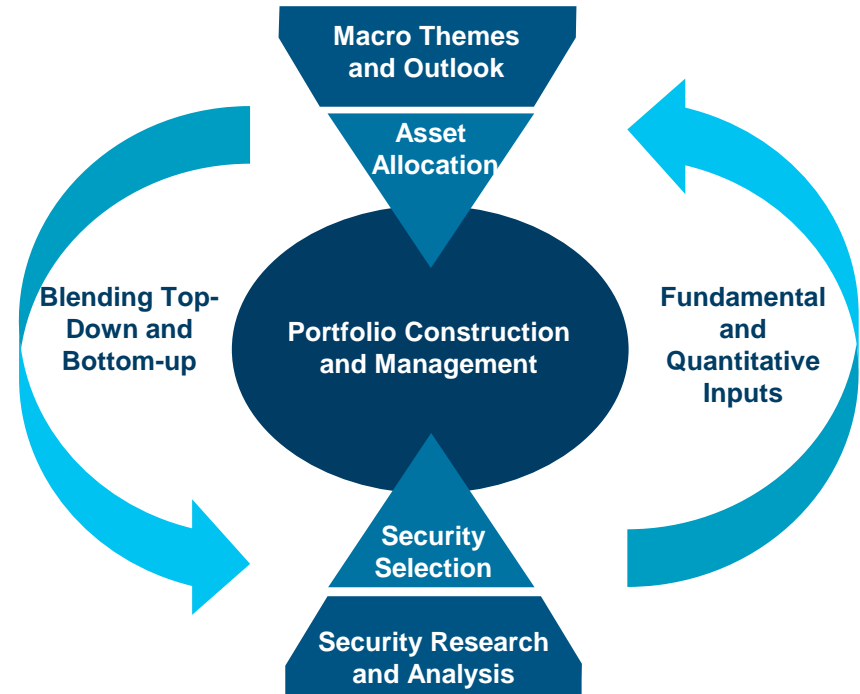 Macro Themes
and Outlook
Asset
Allocation
Blending Top-
Down and
Bottom-up
Portfolio Construction
and Management
Fundamental
and
Quantitative
Inputs
Security
Selection
Security Research
and Analysis